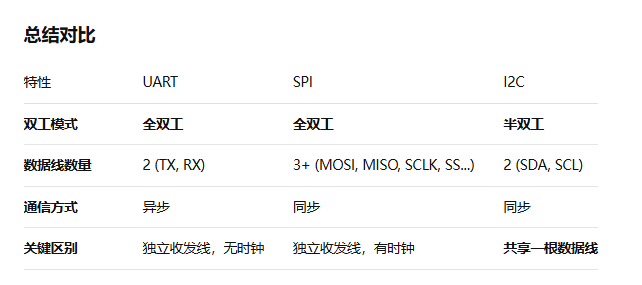 总结对比
特性 UART SPI I2C
双工模式 全双工 全双工 半双工
数据线数量 2 (TX, RX) 3+ (MOSI, MISO, SCLK, SS...) 2 (SDA, SCL)
通信方式 异步 同步 同步
关键区别 独立收发线，无时钟 独立收发线，有时钟 共享一根数据线